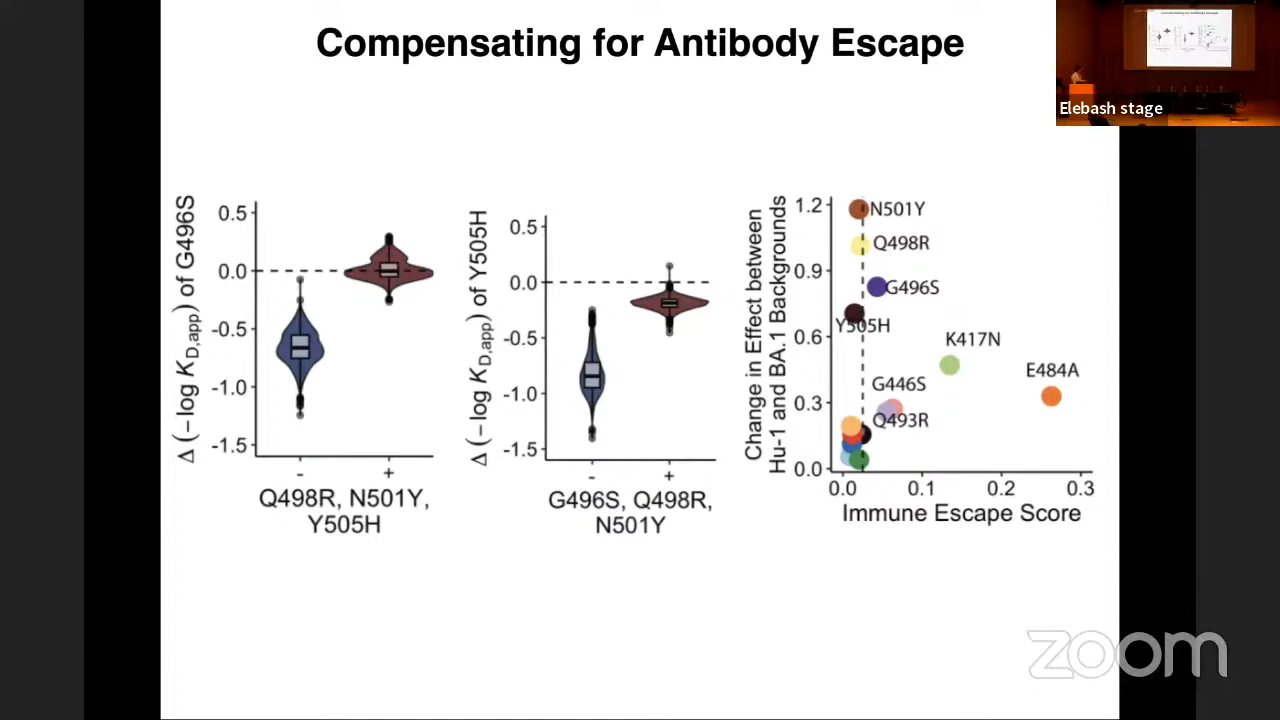 Compensating for Antibody Escape
Elebash stage
Δ (−log K_D,app) of G496S
0.5
0.0
-0.5
-1.0
-1.5
-
+
Q498R, N501Y,
Y505H
Δ (−log K_D,app) of Y505H
0.5
0.0
-0.5
-1.0
-1.5
-
+
G496S, Q498R,
N501Y
Change in Effect between
Hu-1 and BA.1 Backgrounds
1.2
0.9
0.6
0.3
0.0
N501Y
Q498R
G496S
Y505H
K417N
E484A
G446S
Q493R
0.0
0.1
0.2
0.3
Immune Escape Score
zoom